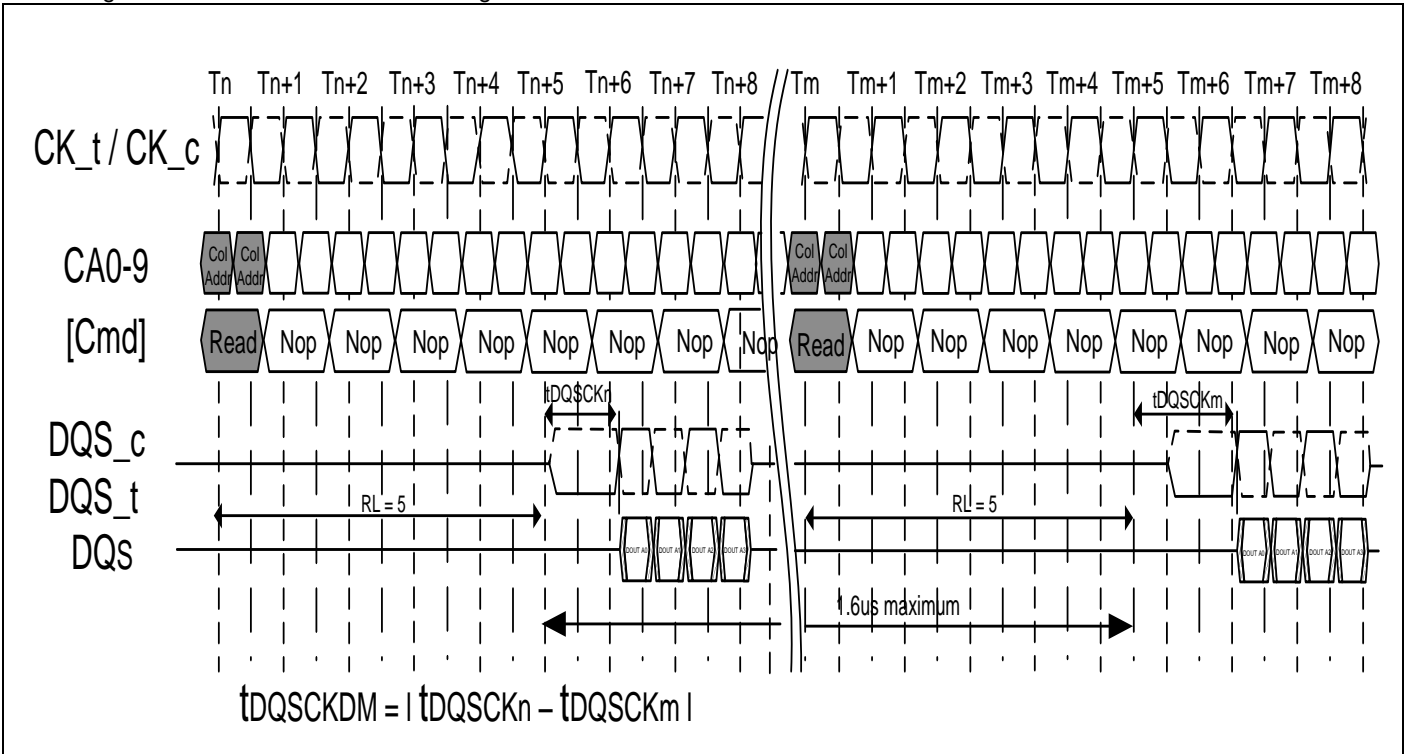 Tn Tn+1 Tn+2 Tn+3 Tn+4 Tn+5 Tn+6 Tn+7 Tn+8 Tm Tm+1 Tm+2 Tm+3 Tm+4 Tm+5 Tm+6 Tm+7 Tm+8
CK_t / CK_c
CA0-9 Col Addr Col Addr Col Addr Col Addr
[Cmd] Read Nop Nop Nop Nop Nop Nop Nop Nop Read Nop Nop Nop Nop Nop Nop Nop Nop
tDQSCKn tDQSCKm
DQS_c
DQS_t
RL = 5 RL = 5
DQs DOUT A0 DOUT A1 DOUT A2 DOUT A3 DOUT A0 DOUT A1 DOUT A2 DOUT A3
1.6us maximum
tDQSCKDM = I tDQSCKn – tDQSCKm I